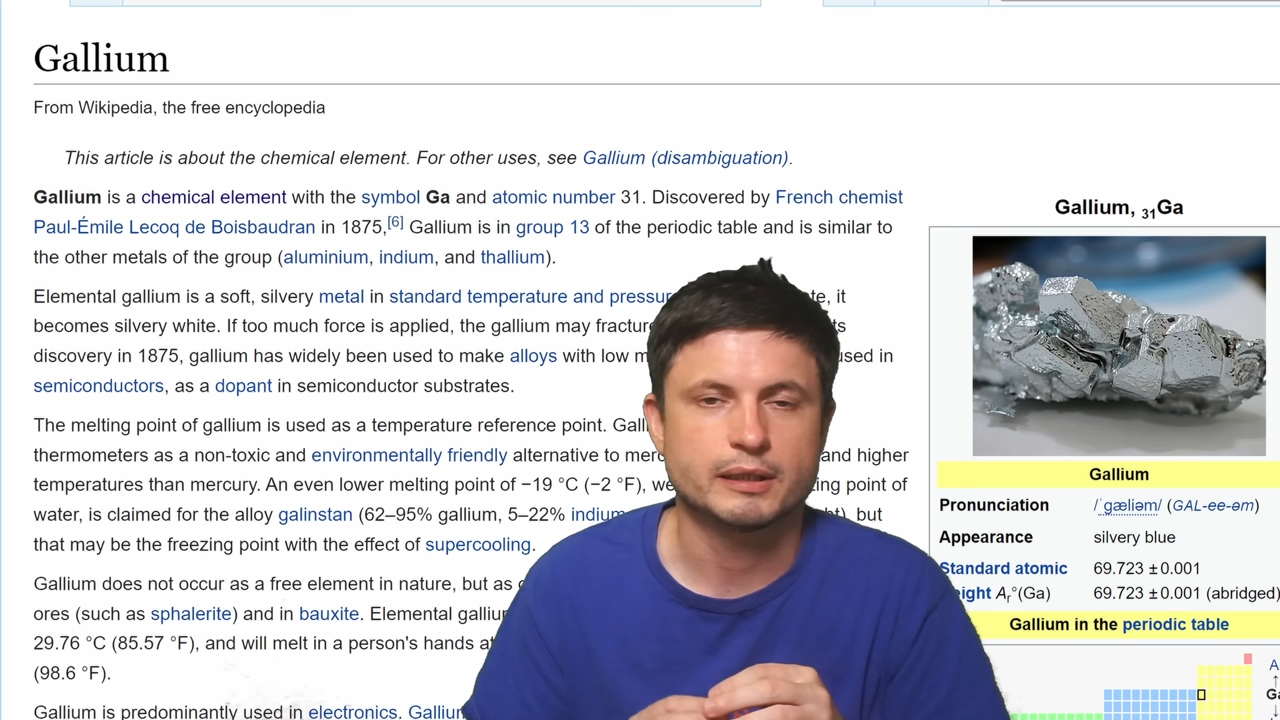 Gallium
From Wikipedia, the free encyclopedia
This article is about the chemical element. For other uses, see Gallium (disambiguation).
Gallium is a chemical element with the symbol Ga and atomic number 31. Discovered by French chemist
Paul-Émile Lecoq de Boisbaudran in 1875,[6] Gallium is in group 13 of the periodic table and is similar to
the other metals of the group (aluminium, indium, and thallium).
Elemental gallium is a soft, silvery metal in standard temperature and
becomes silvery white. If too much force is applied, the gallium may
discovery in 1875, gallium has widely been used to make alloys with low used in
semiconductors, as a dopant in semiconductor substrates.
The melting point of gallium is used as a temperature reference point.
thermometers as a non-toxic and environmentally friendly alternative to and higher
temperatures than mercury. An even lower melting point of −19 °C (−2 °F), point of
water, is claimed for the alloy galinstan (62–95% gallium, 5–22% indium but
that may be the freezing point with the effect of supercooling.
Gallium does not occur as a free element in nature, but as
ores (such as sphalerite) and in bauxite. Elemental
29.76 °C (85.57 °F), and will melt in a person's hands
(98.6 °F).
Gallium is predominantly used in electronics. Gallium
Gallium, 31Ga
Gallium
Pronunciation /ˈɡæliəm/ (GAL-ee-əm)
Appearance silvery blue
Standard atomic 69.723 ±0.001
Ar°(Ga) 69.723 ±0.001 (abridged)
Gallium in the periodic table